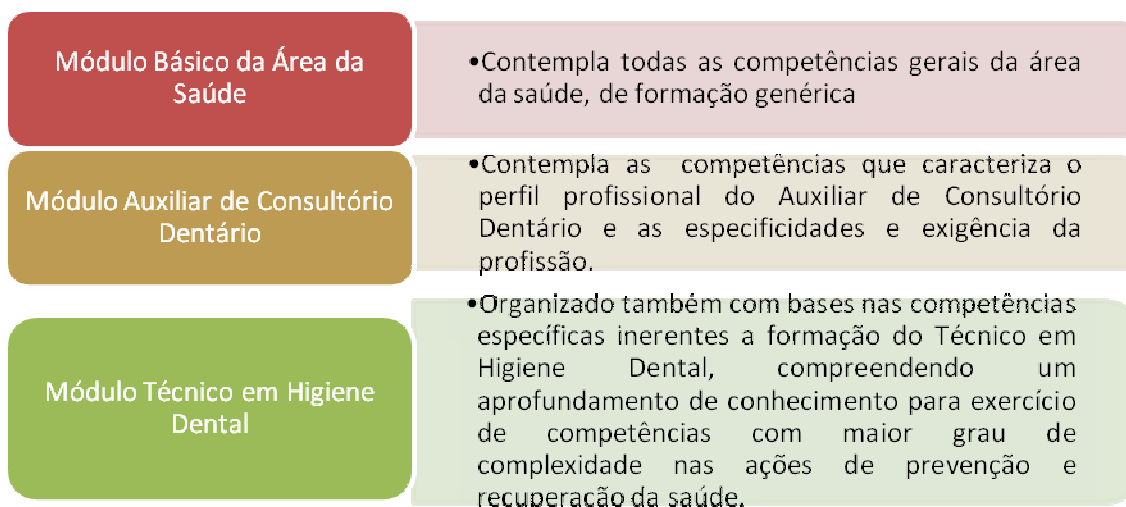 Módulo Básico da Área da
Saúde
•Contempla todas as competências gerais da área
da saúde, de formação genérica
Módulo Auxiliar de Consultório
Dentário
•Contempla as competências que caracteriza o
perfil profissional do Auxiliar de Consultório
Dentário e as especificidades e exigência da
profissão.
Módulo Técnico em Higiene
Dental
•Organizado também com bases nas competências
específicas inerentes a formação do Técnico em
Higiene Dental, compreendendo um
aprofundamento de conhecimento para exercício
de competências com maior grau de
complexidade nas ações de prevenção e
recuperação da saúde.